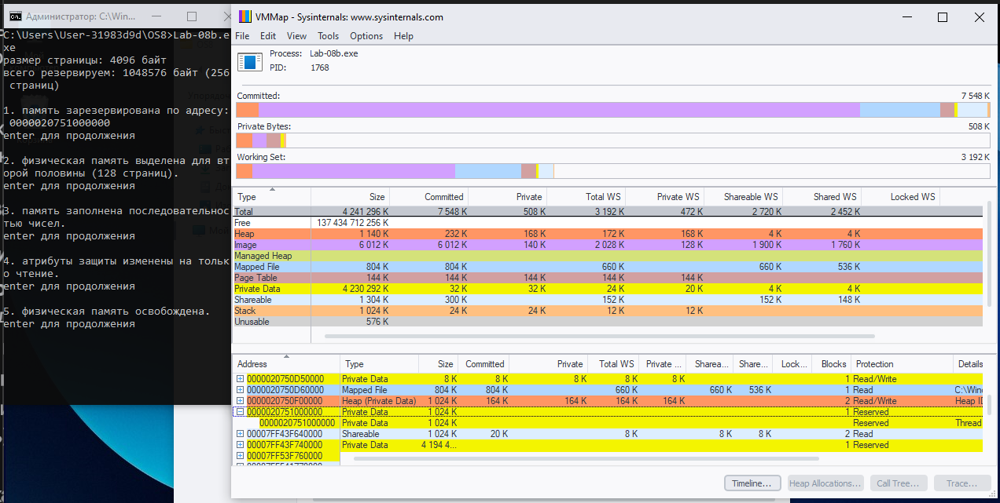 Администратор: C:\Win...
C:\Users\User-31983d9d\OS8>Lab-08b.e
xe
размер страницы: 4096 байт
всего резервируем: 1048576 байт (256
страниц)
1. память зарезервирована по адресу:
0000020751000000
enter для продолжения
2. физическая память выделена для вт
орой половины (128 страниц).
enter для продолжения
3. память заполнена последовательнос
тью чисел.
enter для продолжения
4. атрибуты защиты изменены на тольк
о чтение.
enter для продолжения
5. физическая память освобождена.
enter для продолжения
VMMap - Sysinternals: www.sysinternals.com
File Edit View Tools Options Help
Process: Lab-08b.exe
PID: 1768
Committed: 7 548 K
Private Bytes: 508 K
Working Set: 3 192 K
Type Size Committed Private Total WS Private WS Shareable WS Shared WS Locked WS
Total 4 241 296 K 7 548 K 508 K 3 192 K 472 K 2 720 K 2 452 K
Free 137 434 712 256 K
Heap 1 140 K 232 K 168 K 172 K 168 K 4 K 4 K
Image 6 012 K 6 012 K 140 K 2 028 K 128 K 1 900 K 1 760 K
Managed Heap
Mapped File 804 K 804 K 660 K 660 K 536 K
Page Table 144 K 144 K 144 K 144 K 144 K
Private Data 4 230 292 K 32 K 32 K 24 K 20 K 4 K 4 K
Shareable 1 304 K 300 K 152 K 152 K 148 K
Stack 1 024 K 24 K 24 K 12 K 12 K
Unusable 576 K
Address Type Size Committed Private Total WS Private ... Sharea... Share... Lock... Blocks Protection Details
0000020750D50000 Private Data 8 K 8 K 8 K 8 K 8 K 1 Read/Write
0000020750D60000 Mapped File 804 K 804 K 660 K 660 K 536 K 1 Read C:\Win
0000020750F00000 Heap (Private Data) 1 024 K 164 K 164 K 164 K 164 K 2 Read/Write Heap ID
0000020751000000 Private Data 1 024 K 1 Reserved
0000020751000000 Private Data 1 024 K Reserved Thread
00007FF43F640000 Shareable 1 024 K 20 K 8 K 8 K 8 K 2 Read
00007FF43F740000 Private Data 4 194 4... 1 Reserved
00007FF53F760000
Timeline... Heap Allocations... Call Tree... Trace...